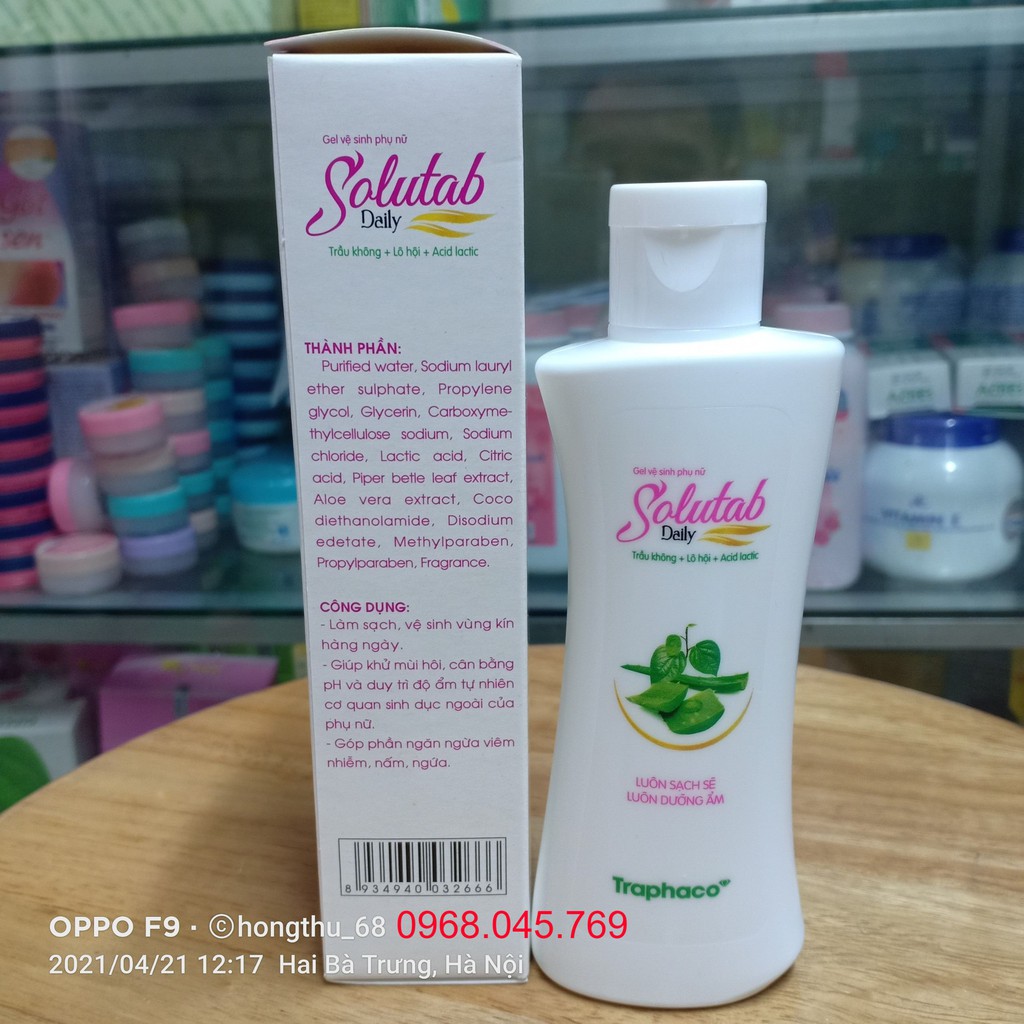 Gel vệ sinh phụ nữ
Solutab
Daily
Trầu không + Lô hội + Acid lactic
THÀNH PHẦN:
Purified water, Sodium lauryl
ether sulphate, Propylene
glycol, Glycerin, Carboxyme-
thylcellulose sodium, Sodium
chloride, Lactic acid, Citric
acid, Piper betle leaf extract,
Aloe vera extract, Coco
diethanolamide, Disodium
edetate, Methylparaben,
Propylparaben, Fragrance.
CÔNG DỤNG:
- Làm sạch, vệ sinh vùng kín
hàng ngày.
- Giúp khử mùi hôi, cân bằng
pH và duy trì độ ẩm tự nhiên
cơ quan sinh dục ngoài của
phụ nữ.
- Góp phần ngăn ngừa viêm
nhiễm, nấm, ngứa.
8 934940 032666
Gel vệ sinh phụ nữ
Solutab
Daily
Trầu không + Lô hội + Acid lactic
LUÔN SẠCH SẼ
LUÔN DƯỠNG ẨM
Traphaco
VITAMIN E
OPPO F9 · ©hongthu_68 0968.045.769
2021/04/21 12:17 Hai Bà Trưng, Hà Nội